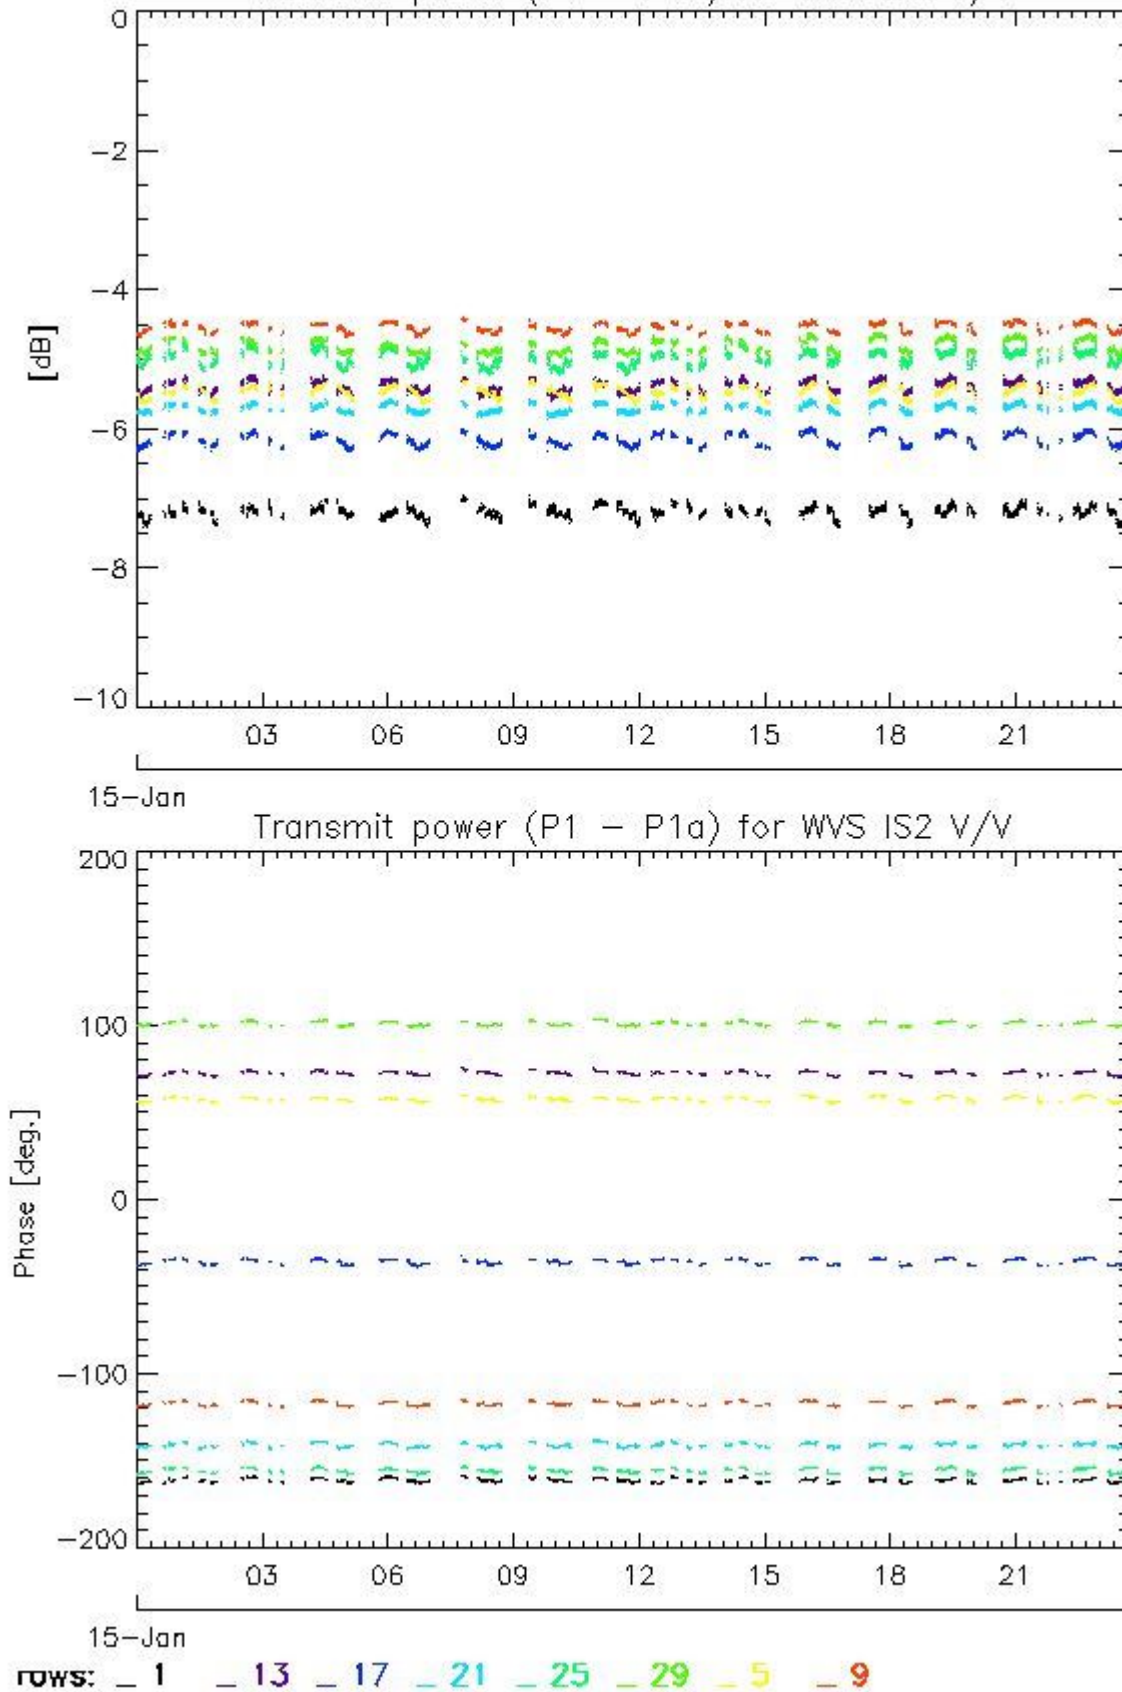 0
-2
-4
[dB]
-6
-8
-10
03 06 09 12 15 18 21
15-Jan
Transmit power (P1 - P1a) for WVS IS2 V/V
200
100
0
Phase [deg.]
-100
-200
03 06 09 12 15 18 21
15-Jan
rows: _ 1 _ 13 _ 17 _ 21 _ 25 _ 29 _ 5 _ 9